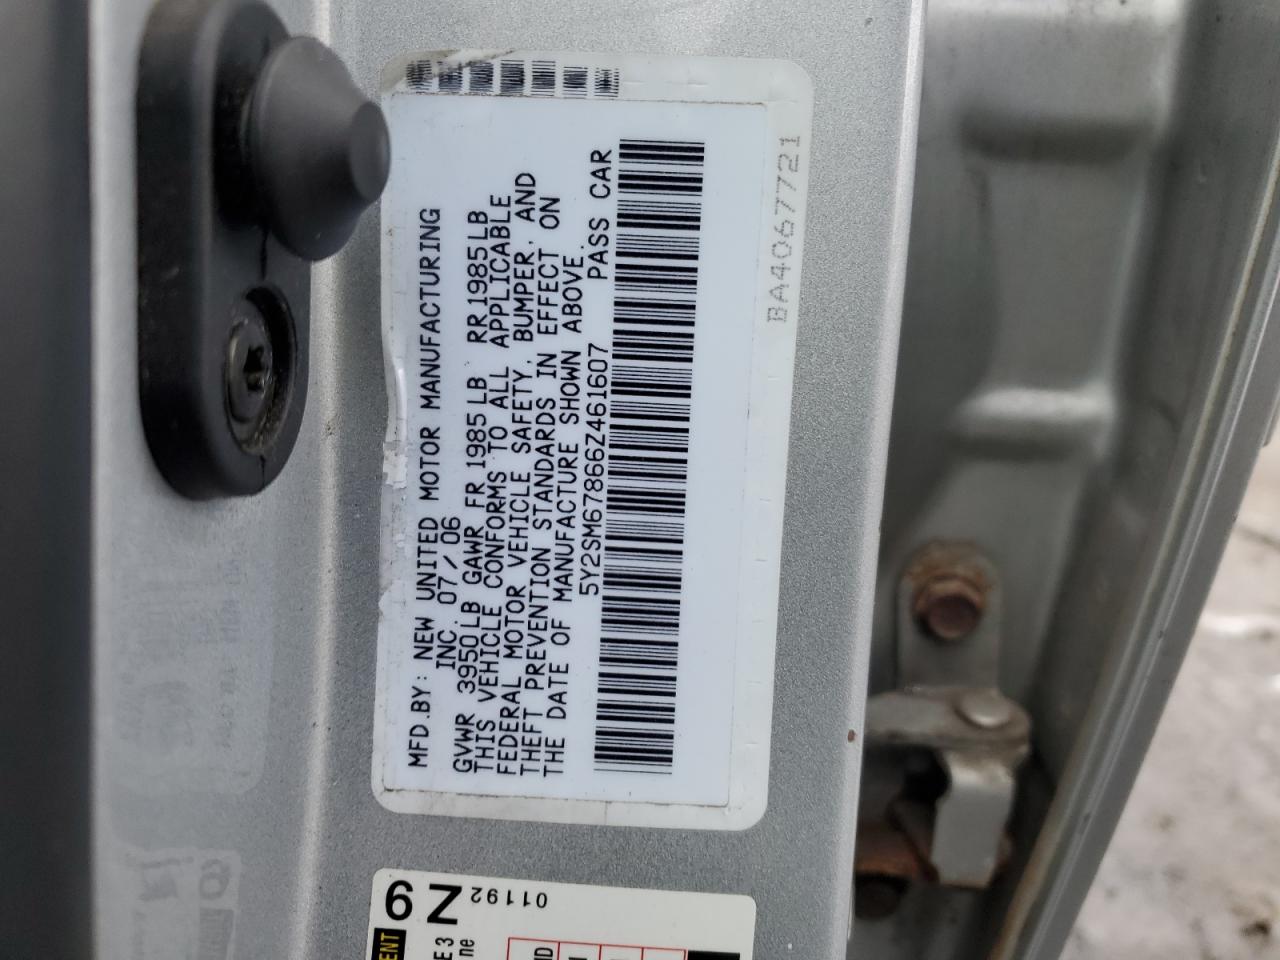 MFD.BY: NEW UNITED MOTOR MANUFACTURING
INC. 07/06
GVWR 3950LB GAWR FR 1985LB RR 1985LB
THIS VEHICLE CONFORMS TO ALL APPLICABLE
FEDERAL MOTOR VEHICLE SAFETY, BUMPER, AND
THEFT PREVENTION STANDARDS IN EFFECT ON
THE DATE OF MANUFACTURE SHOWN ABOVE.
5Y2SM67866Z461607 PASS CAR
BA4067721
9 Z 01192